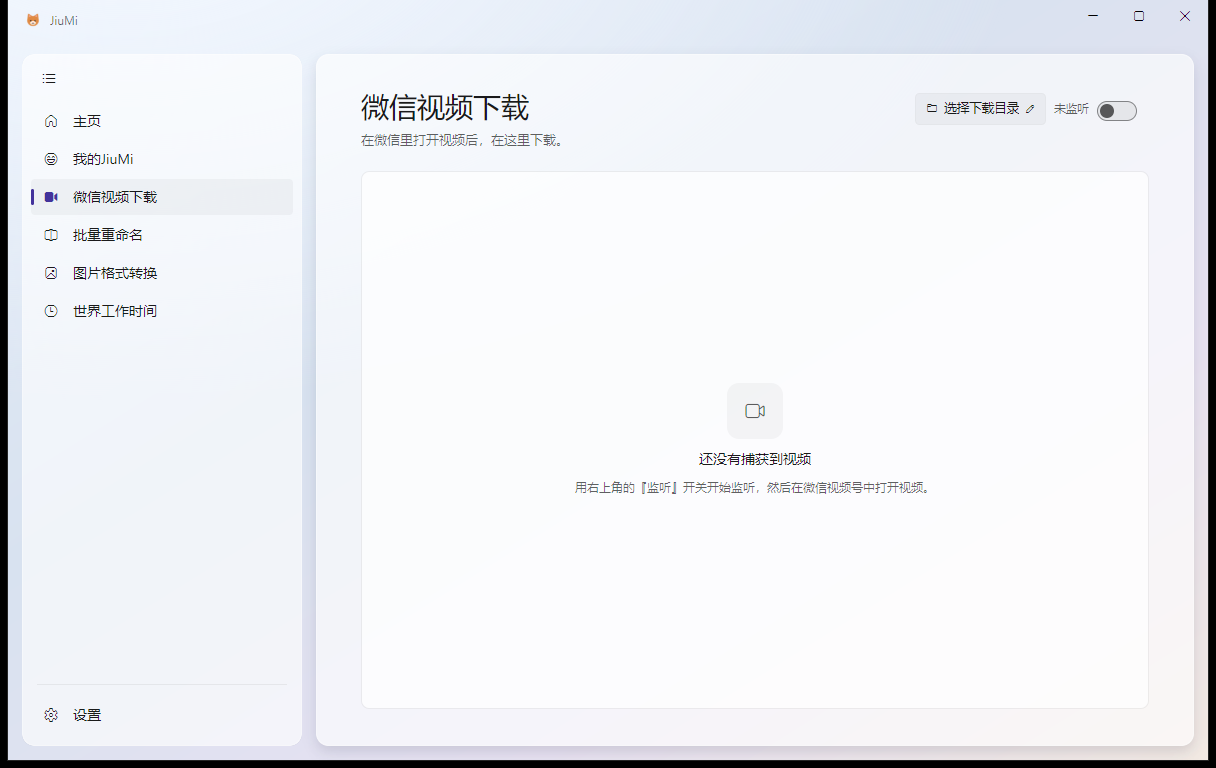 JiuMi
主页
我的JiuMi
微信视频下载
批量重命名
图片格式转换
世界工作时间
设置
微信视频下载
在微信里打开视频后，在这里下载。
选择下载目录
未监听
还没有捕获到视频
用右上角的『监听』开关开始监听，然后在微信视频号中打开视频。